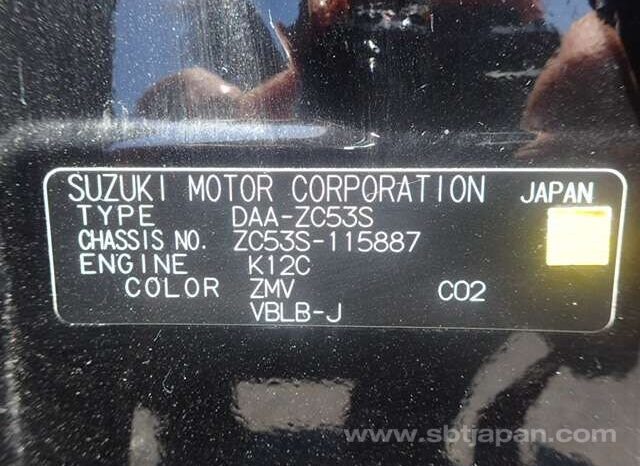 SUZUKI MOTOR CORPORATION JAPAN
TYPE DAA-ZC53S
CHASSIS NO. ZC53S-115887
ENGINE K12C
COLOR ZMV CO2
VBLB-J
www.sbtjapan.com